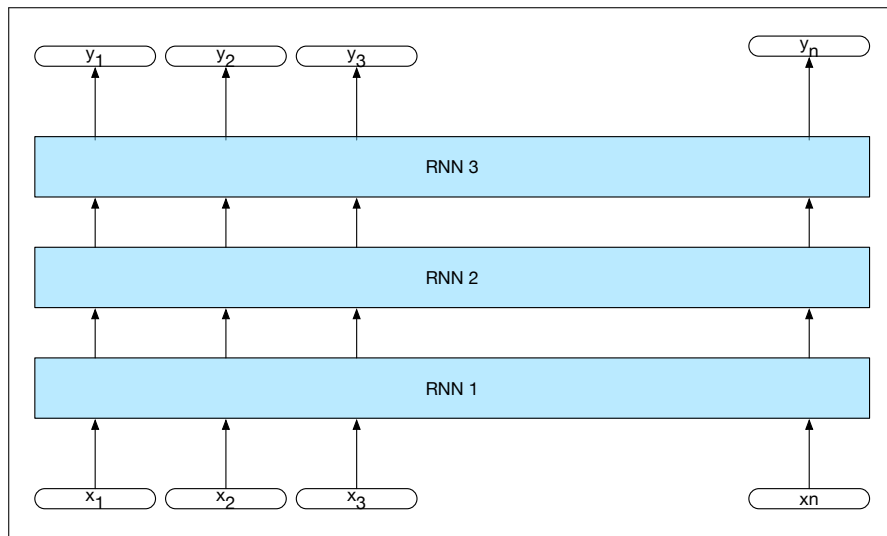 y₁ y₂ y₃ yₙ
RNN 3
RNN 2
RNN 1
x₁ x₂ x₃ xn